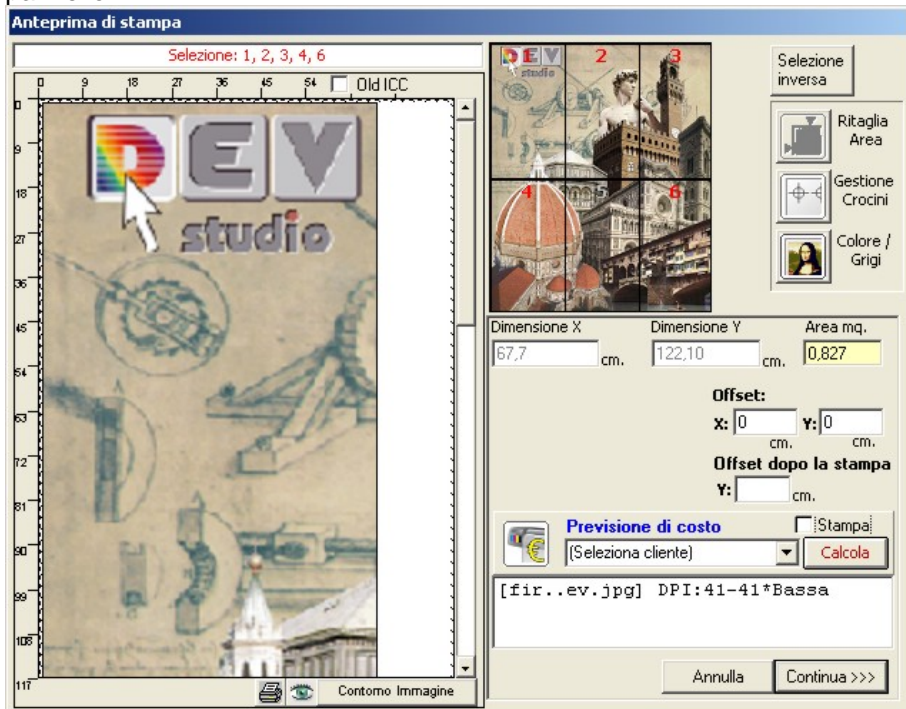 Anteprima di stampa
Selezione: 1, 2, 3, 4, 6
0 9 18 27 36 45 54 Old ICC
0
9
18
27
36
45
54
63
72
81
90
99
108
117
DEV
studio
Contorno Immagine
DEV
studio
1 2 3
4 5 6
Selezione
inversa
Ritaglia
Area
Gestione
Crocini
Colore /
Grigi
Dimensione X Dimensione Y Area mq.
67,7 cm. 122,10 cm. 0,827
Offset:
X: 0 Y: 0
cm. cm.
Offset dopo la stampa
Y: cm.
Previsione di costo Stampa
(Seleziona cliente) Calcola
[fir..ev.jpg] DPI:41-41*Bassa
Annulla Continua >>>